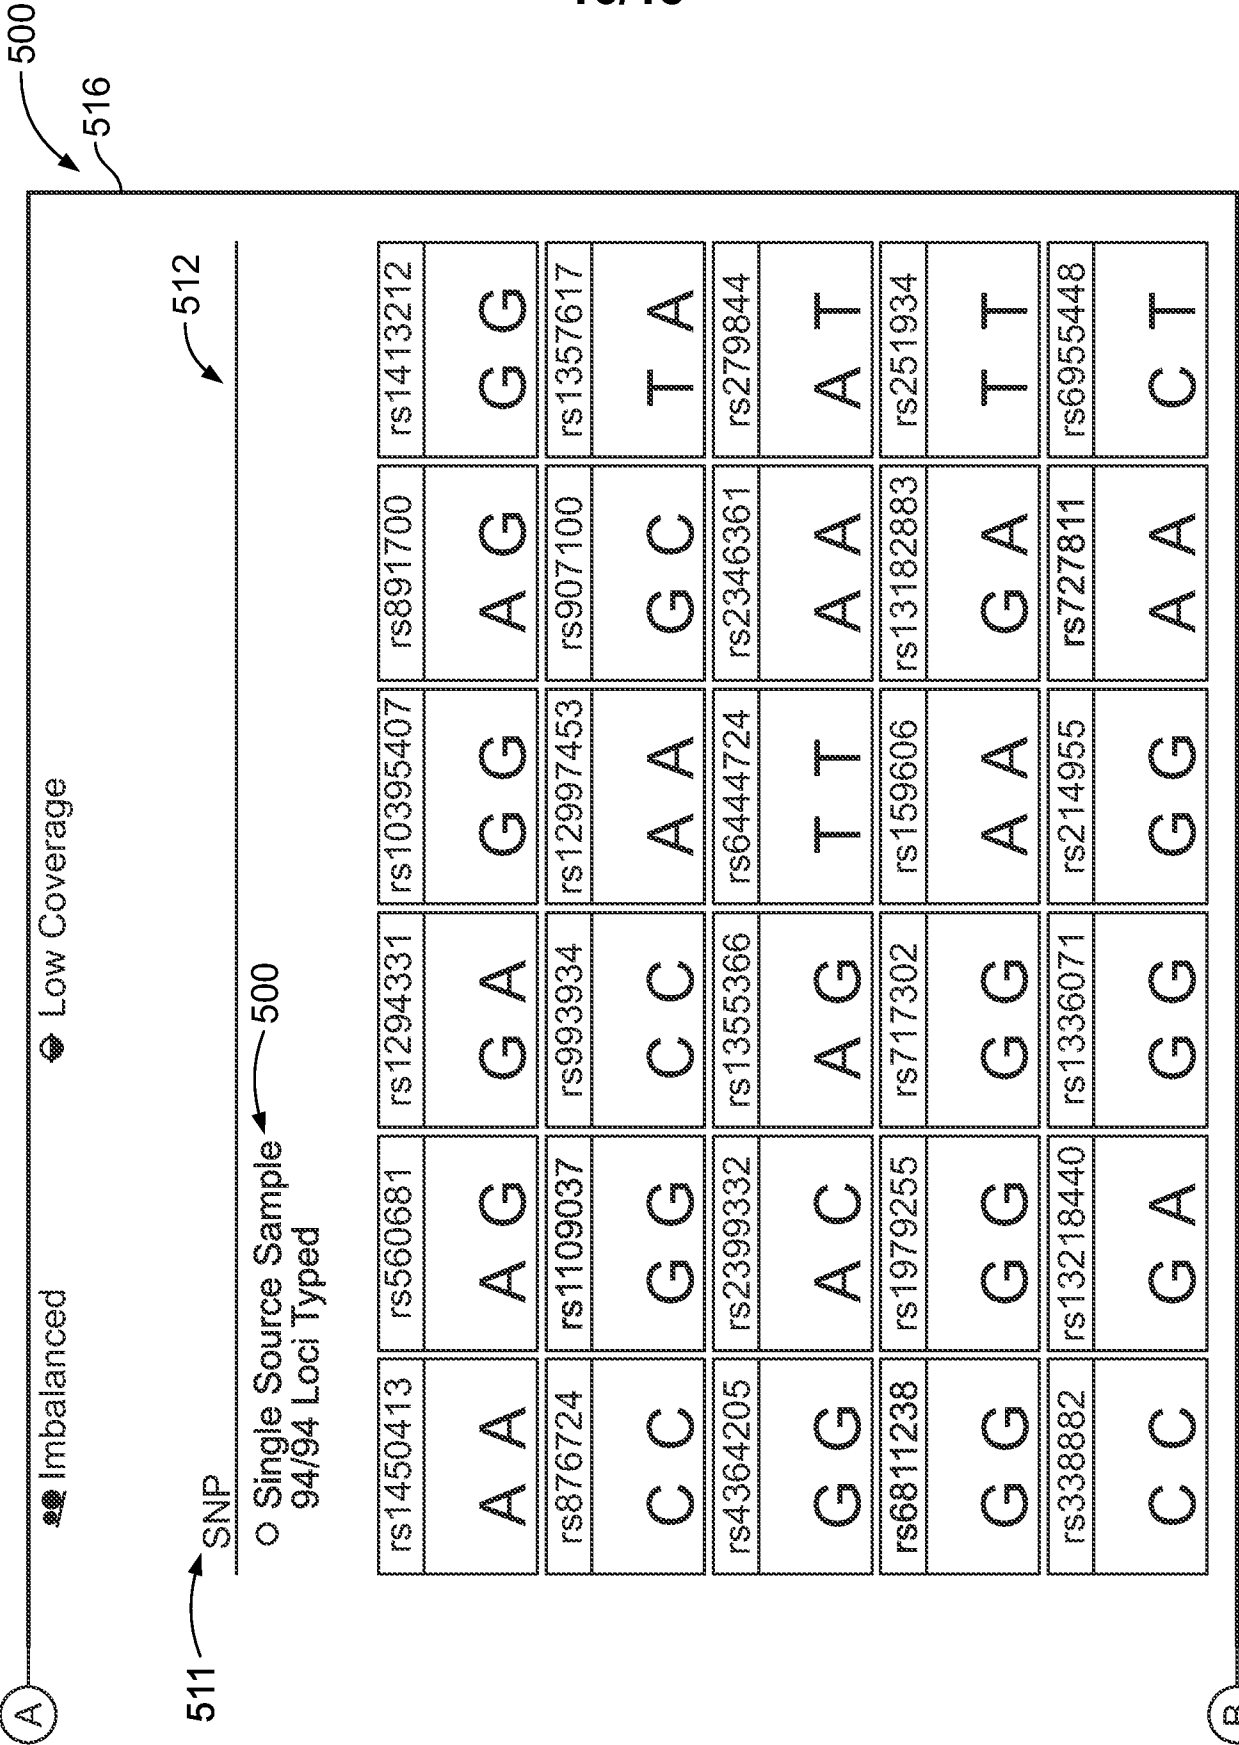 500
516
A
Imbalanced Low Coverage
511
SNP
512
Single Source Sample 500
94/94 Loci Typed
rs1450413 rs560681 rs1294331 rs10395407 rs891700 rs1413212
A A A G G A G G A G G G
rs876724 rs1109037 rs993934 rs12997453 rs907100 rs1357617
C C G G C C A A G C T A
rs4364205 rs2399332 rs1355366 rs6444724 rs2346361 rs279844
G G A C A G T T A A A T
rs6811238 rs1979255 rs717302 rs159606 rs13182883 rs251934
G G G G G G A A G A T T
rs338882 rs13218440 rs1336071 rs214955 rs727811 rs6955448
C C G A G G G G A A C T
B